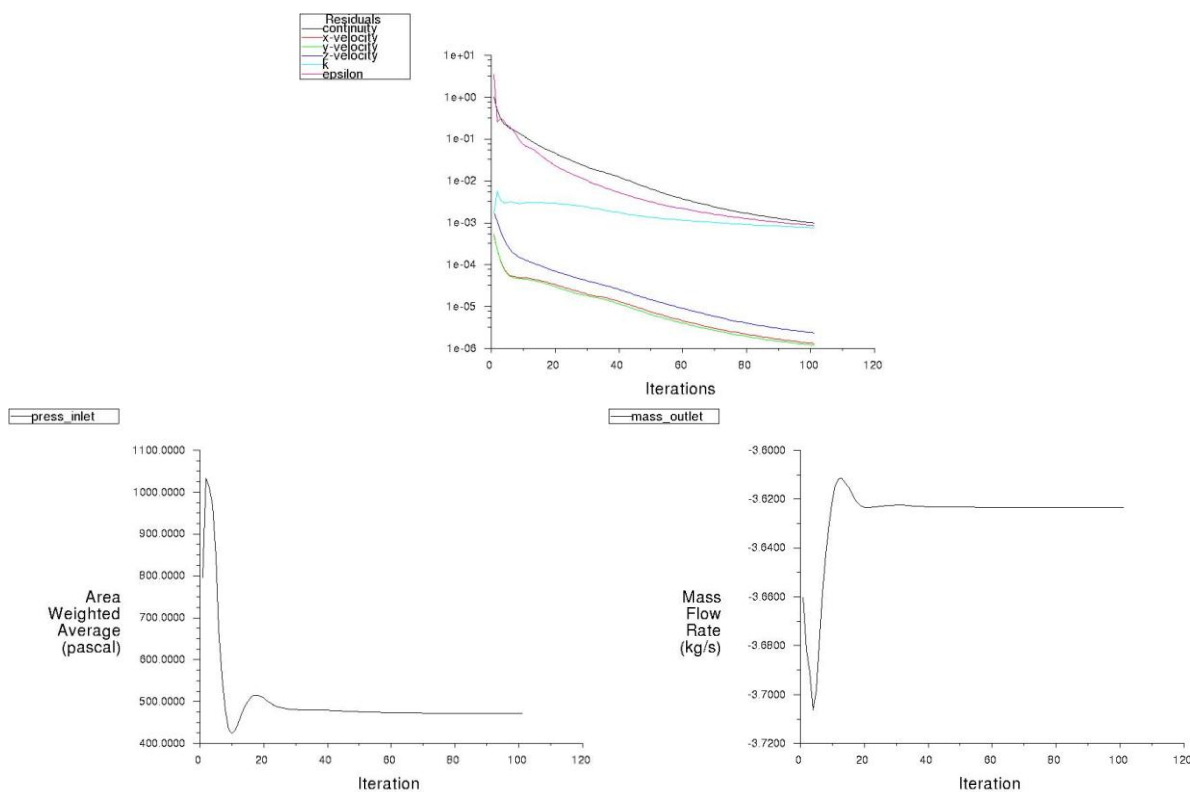 Residuals
continuity
x-velocity
y-velocity
z-velocity
k
epsilon
1e+01
1e+00
1e-01
1e-02
1e-03
1e-04
1e-05
1e-06
0 20 40 60 80 100 120
Iterations
press_inlet
1100.0000
1000.0000
900.0000
800.0000
700.0000
600.0000
500.0000
400.0000
Area
Weighted
Average
(pascal)
0 20 40 60 80 100 120
Iteration
mass_outlet
-3.6000
-3.6200
-3.6400
-3.6600
-3.6800
-3.7000
-3.7200
Mass
Flow
Rate
(kg/s)
0 20 40 60 80 100 120
Iteration